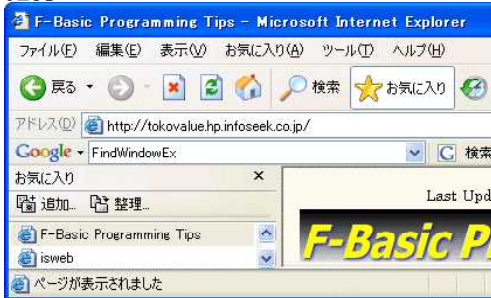 F-Basic Programming Tips - Microsoft Internet Explorer
ファイル(F) 編集(E) 表示(V) お気に入り(A) ツール(T) ヘルプ(H)
戻る 検索 お気に入り
アドレス(D) http://tokovalue.hp.infoseek.co.jp/
Google FindWindowEx G 検索
お気に入り ×
追加... 整理...
Last Upd
F-Basic Programming Tips
F-Basic P
isweb
ページが表示されました